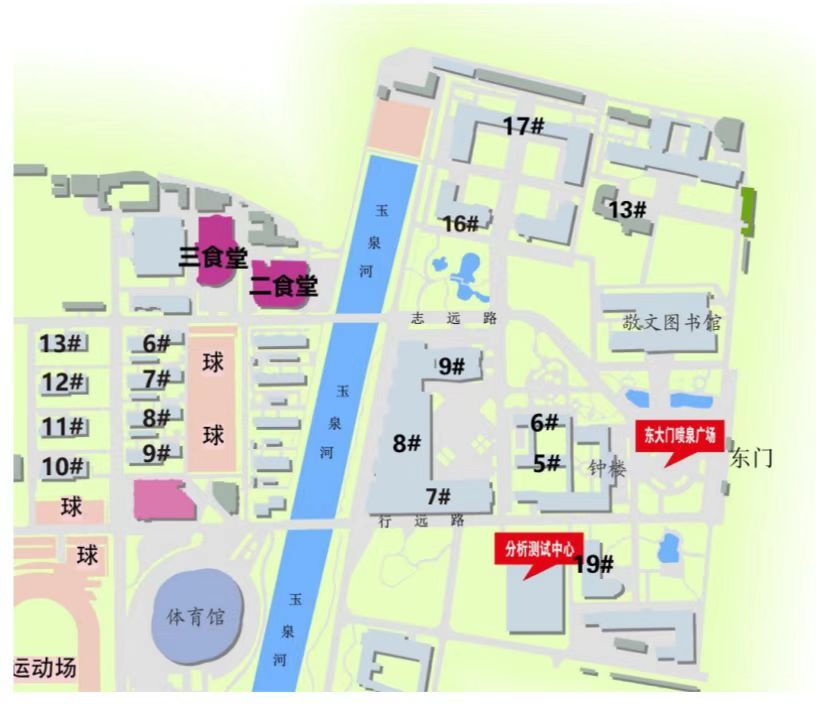 17#
玉泉河
16#
13#
三食堂
二食堂
志远路
敬文图书馆
13#
6#
球
9#
12#
7#
玉泉河
11#
8#
球
8#
6#
东大门喷泉广场
10#
9#
5#
钟楼
东门
球
7#
行远路
球
分析测试中心
19#
体育馆
玉泉河
运动场